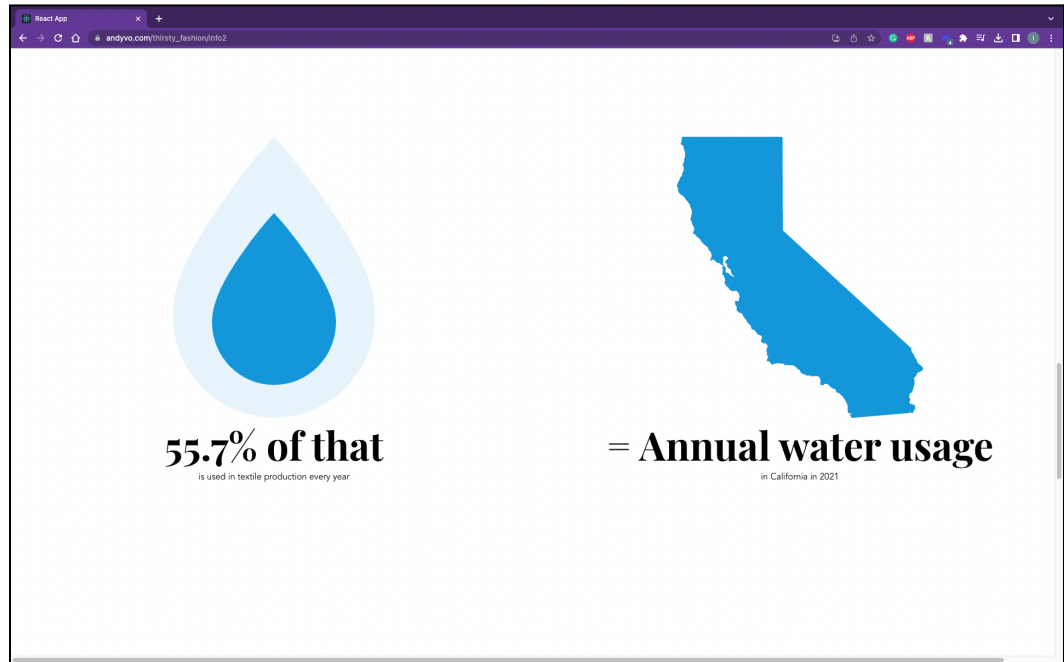 React App
andyvo.com/thirsty_fashion/info2
55.7% of that
is used in textile production every year
= Annual water usage
in California in 2021